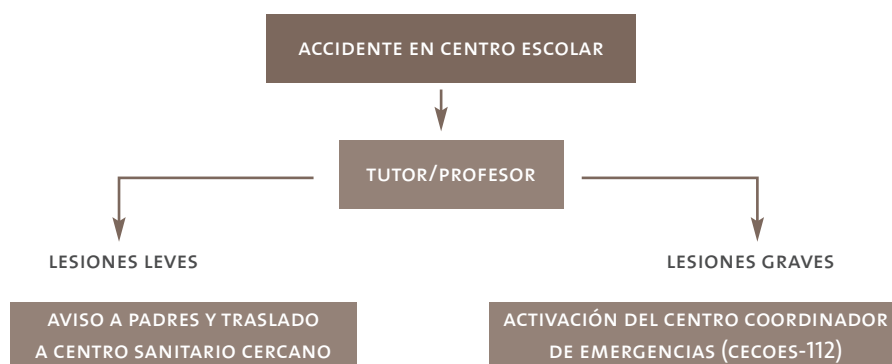 ACCIDENTE EN CENTRO ESCOLAR
TUTOR/PROFESOR
LESIONES LEVES
LESIONES GRAVES
AVISO A PADRES Y TRASLADO
A CENTRO SANITARIO CERCANO
ACTIVACIÓN DEL CENTRO COORDINADOR
DE EMERGENCIAS (CECOES-112)